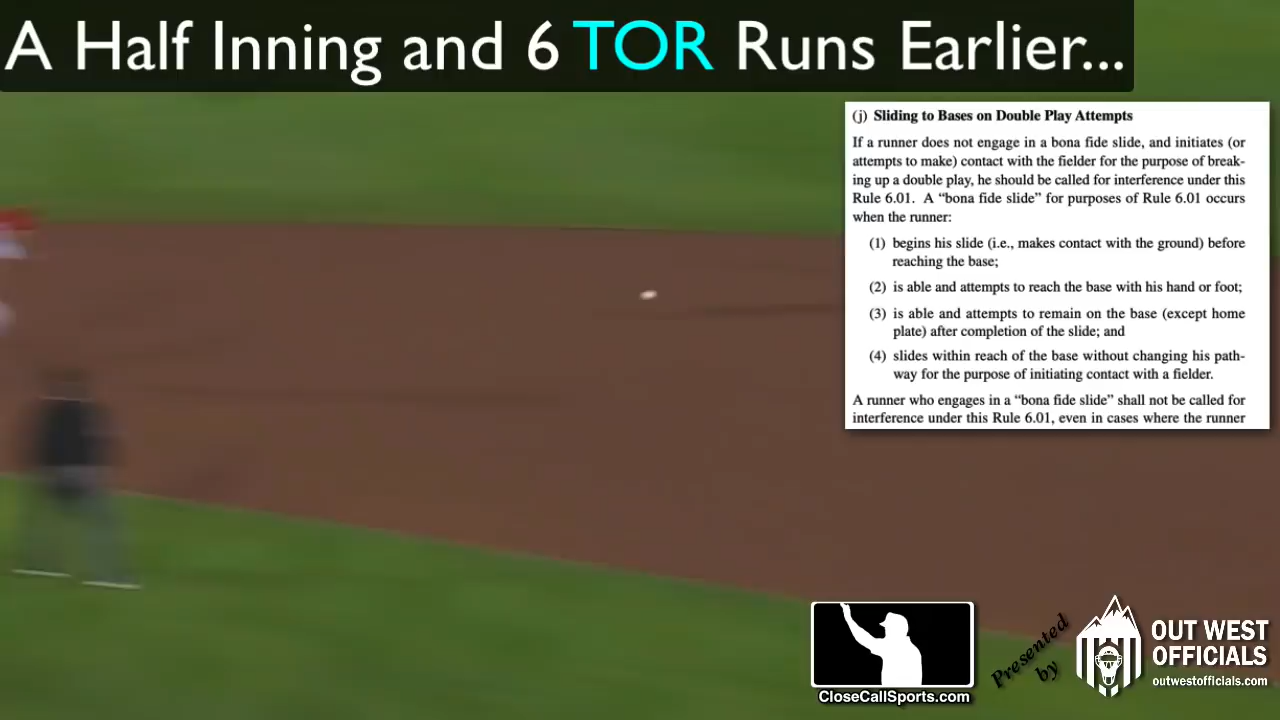 A Half Inning and 6 TOR Runs Earlier...
(j) Sliding to Bases on Double Play Attempts
If a runner does not engage in a bona fide slide, and initiates (or
attempts to make) contact with the fielder for the purpose of break-
ing up a double play, he should be called for interference under this
Rule 6.01. A “bona fide slide” for purposes of Rule 6.01 occurs
when the runner:
(1) begins his slide (i.e., makes contact with the ground) before
reaching the base;
(2) is able and attempts to reach the base with his hand or foot;
(3) is able and attempts to remain on the base (except home
plate) after completion of the slide; and
(4) slides within reach of the base without changing his path-
way for the purpose of initiating contact with a fielder.
A runner who engages in a “bona fide slide” shall not be called for
interference under this Rule 6.01, even in cases where the runner
CloseCallSports.com
Presented
by
OUT WEST
OFFICIALS
outwestofficials.com